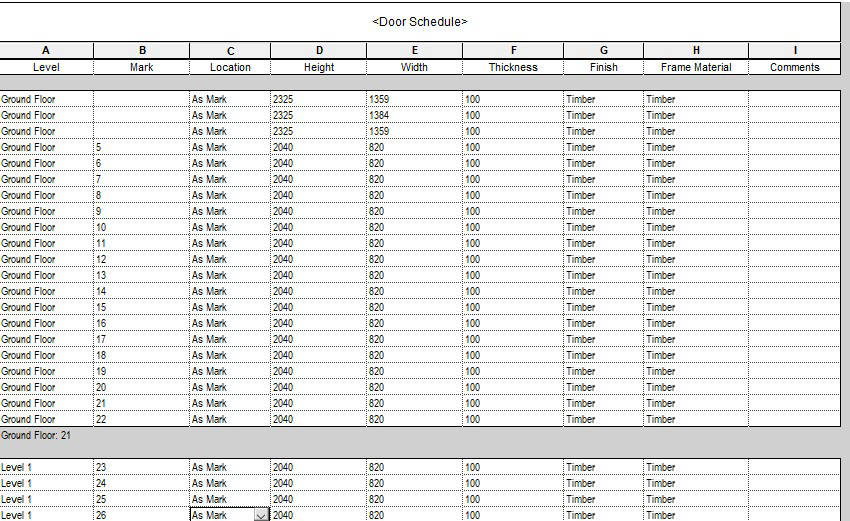 <Door Schedule>
A B C D E F G H I
Level Mark Location Height Width Thickness Finish Frame Material Comments
Ground Floor As Mark 2325 1359 100 Timber Timber
Ground Floor As Mark 2325 1384 100 Timber Timber
Ground Floor As Mark 2325 1359 100 Timber Timber
Ground Floor 5 As Mark 2040 820 100 Timber Timber
Ground Floor 6 As Mark 2040 820 100 Timber Timber
Ground Floor 7 As Mark 2040 820 100 Timber Timber
Ground Floor 8 As Mark 2040 820 100 Timber Timber
Ground Floor 9 As Mark 2040 820 100 Timber Timber
Ground Floor 10 As Mark 2040 820 100 Timber Timber
Ground Floor 11 As Mark 2040 820 100 Timber Timber
Ground Floor 12 As Mark 2040 820 100 Timber Timber
Ground Floor 13 As Mark 2040 820 100 Timber Timber
Ground Floor 14 As Mark 2040 820 100 Timber Timber
Ground Floor 15 As Mark 2040 820 100 Timber Timber
Ground Floor 16 As Mark 2040 820 100 Timber Timber
Ground Floor 17 As Mark 2040 820 100 Timber Timber
Ground Floor 18 As Mark 2040 820 100 Timber Timber
Ground Floor 19 As Mark 2040 820 100 Timber Timber
Ground Floor 20 As Mark 2040 820 100 Timber Timber
Ground Floor 21 As Mark 2040 820 100 Timber Timber
Ground Floor 22 As Mark 2040 820 100 Timber Timber
Ground Floor: 21
Level 1 23 As Mark 2040 820 100 Timber Timber
Level 1 24 As Mark 2040 820 100 Timber Timber
Level 1 25 As Mark 2040 820 100 Timber Timber
Level 1 26 As Mark 2040 820 100 Timber Timber